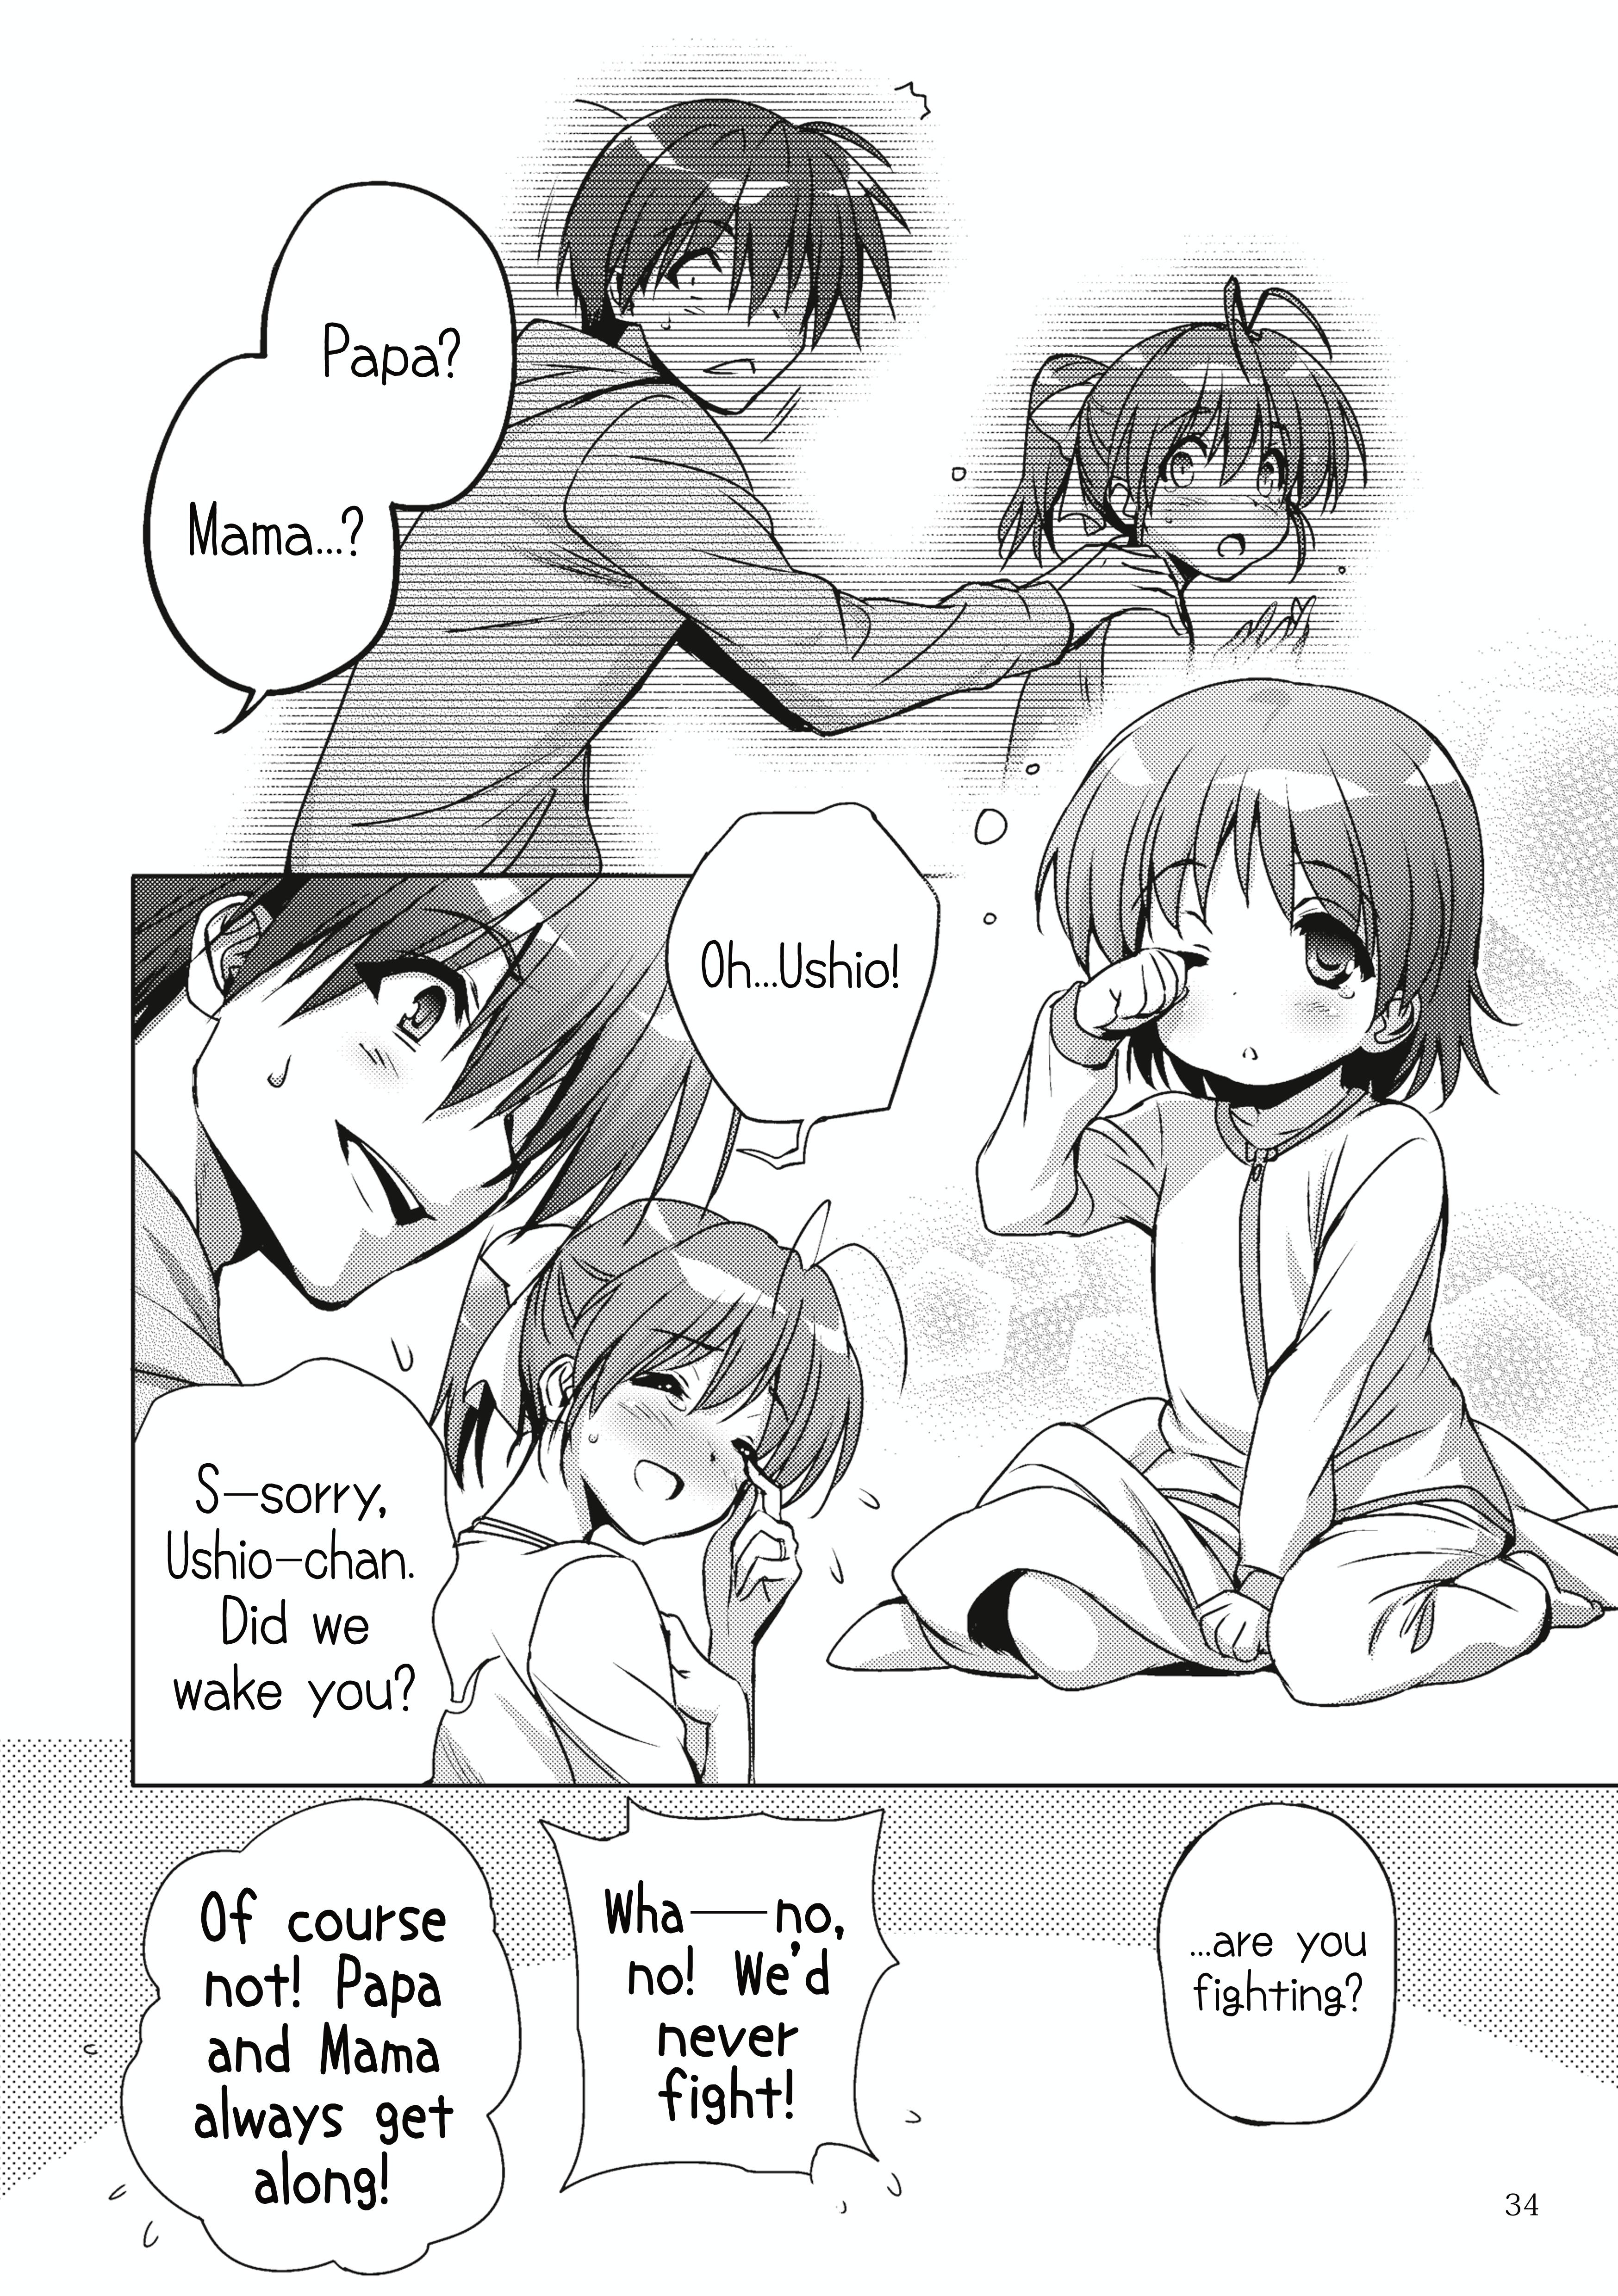 Papa?
Mama...?
Oh...Ushio!
S—sorry,
Ushio-chan.
Did we
wake you?
...are you
fighting?
Wha——no,
no! We'd
never
fight!
Of course
not! Papa
and Mama
always get
along!
34